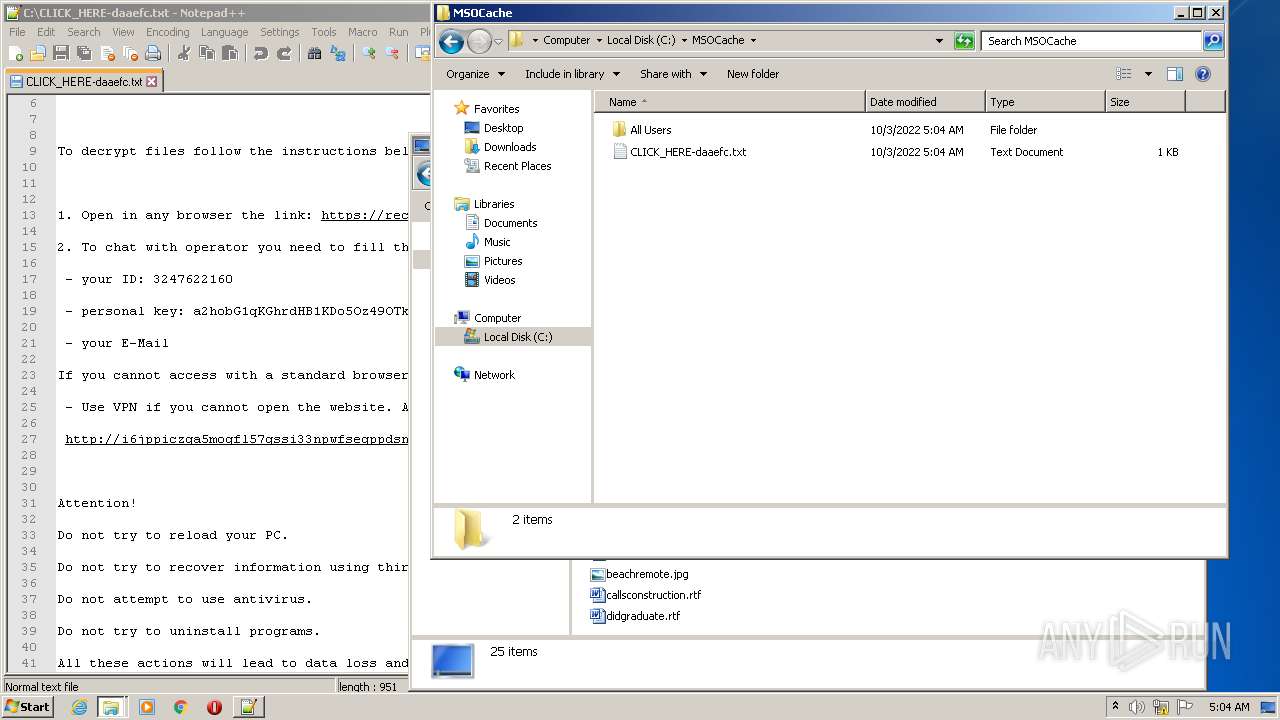 C:\CLICK_HERE-daaefc.txt - Notepad++
File Edit Search View Encoding Language Settings Tools Macro Run
CLICK_HERE-daaefc.txt
6
7
8
9
To decrypt files follow the instructions bel
10
11
12
13
1. Open in any browser the link: https://rec
14
15
2. To chat with operator you need to fill th
16
17
- your ID: 3247622160
18
19
- personal key: a2hobG1qKGhrdHB1KDo5Oz49OTk
20
21
- your E-Mail
22
23
If you cannot access with a standard browser
24
25
- Use VPN if you cannot open the website. A
26
27
http://i6jppiczqa5moqfl57qssi33npwfseqppdsn
28
29
30
31
Attention!
32
33
Do not try to reload your PC.
34
35
Do not try to recover information using thir
36
37
Do not attempt to use antivirus.
38
39
Do not try to uninstall programs.
40
41
All these actions will lead to data loss and
Normal text file
length : 951
MSOCache
Computer Local Disk (C:) MSOCache
Search MSOCache
Organize Include in library Share with New folder
Favorites
Desktop
Downloads
Recent Places
Libraries
Documents
Music
Pictures
Videos
Computer
Local Disk (C:)
Network
Name Date modified Type Size
All Users 10/3/2022 5:04 AM File folder
CLICK_HERE-daaefc.txt 10/3/2022 5:04 AM Text Document 1 KB
2 items
beachremote.jpg
callsconstruction.rtf
didgraduate.rtf
25 items
ANY RUN
Start
5:04 AM